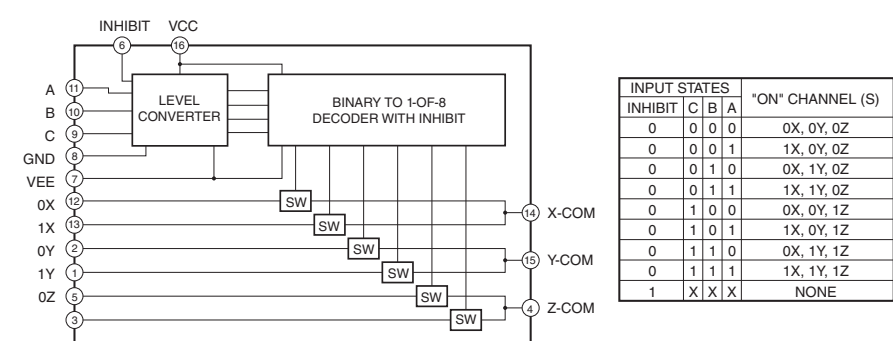 INHIBIT VCC
6 16
A 11
B 10
C 9
GND 8
VEE 7
0X 12
1X 13
0Y 2
1Y 1
0Z 5
3
LEVEL
CONVERTER
BINARY TO 1-OF-8
DECODER WITH INHIBIT
SW
SW
SW
SW
SW
SW
14 X-COM
15 Y-COM
4 Z-COM
INPUT STATES "ON" CHANNEL (S)
INHIBIT C B A
0 0 0 0 0X, 0Y, 0Z
0 0 0 1 1X, 0Y, 0Z
0 0 1 0 0X, 1Y, 0Z
0 0 1 1 1X, 1Y, 0Z
0 1 0 0 0X, 0Y, 1Z
0 1 0 1 1X, 0Y, 1Z
0 1 1 0 0X, 1Y, 1Z
0 1 1 1 1X, 1Y, 1Z
1 X X X NONE